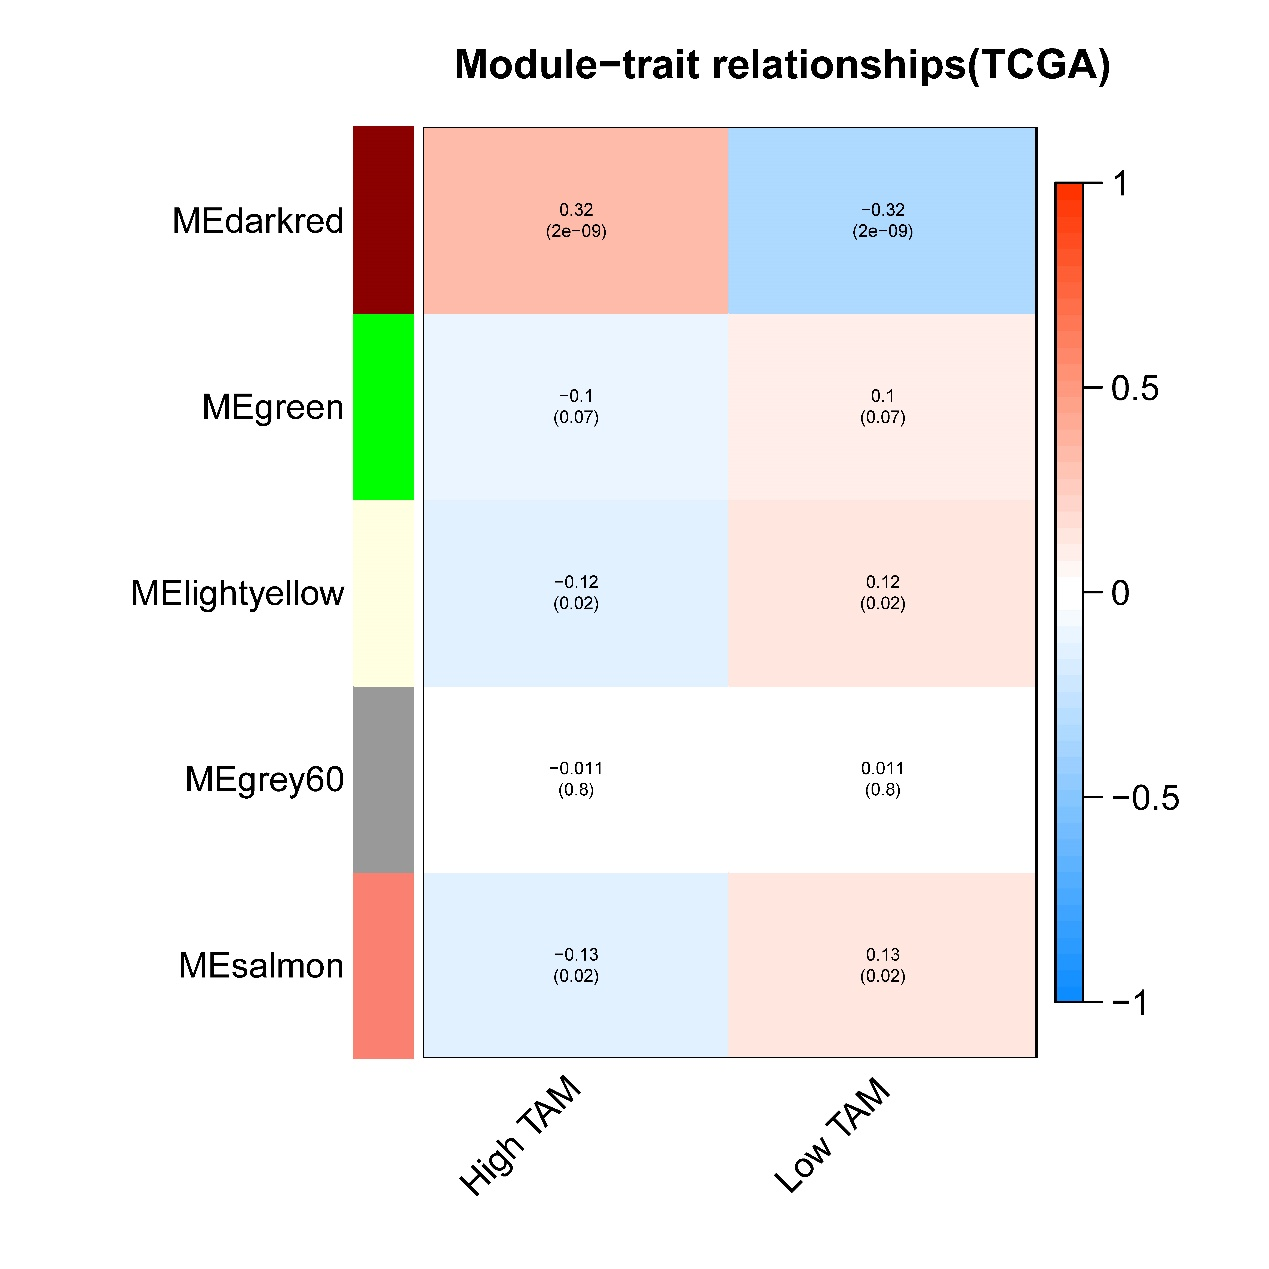 Module−trait relationships(TCGA)
MEdarkred
0.32
(2e−09)
−0.32
(2e−09)
MEgreen
−0.1
(0.07)
0.1
(0.07)
MElightyellow
−0.12
(0.02)
0.12
(0.02)
MEgrey60
−0.011
(0.8)
0.011
(0.8)
MEsalmon
−0.13
(0.02)
0.13
(0.02)
High TAM
Low TAM
1
0.5
0
−0.5
−1